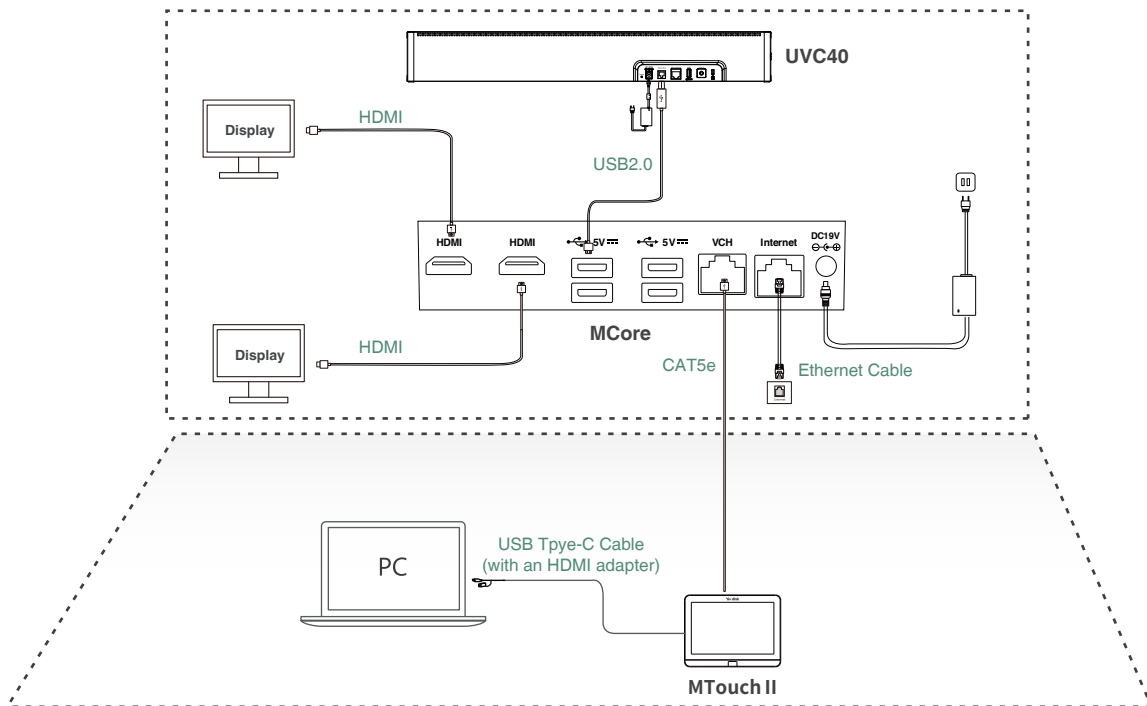 UVC40
HDMI
Display
USB2.0
HDMI
HDMI
5V
5V
VCH
Internet
DC19V
MCore
HDMI
Display
CAT5e
Ethernet Cable
PC
USB Tpye-C Cable
(with an HDMI adapter)
Yealink
MTouch II